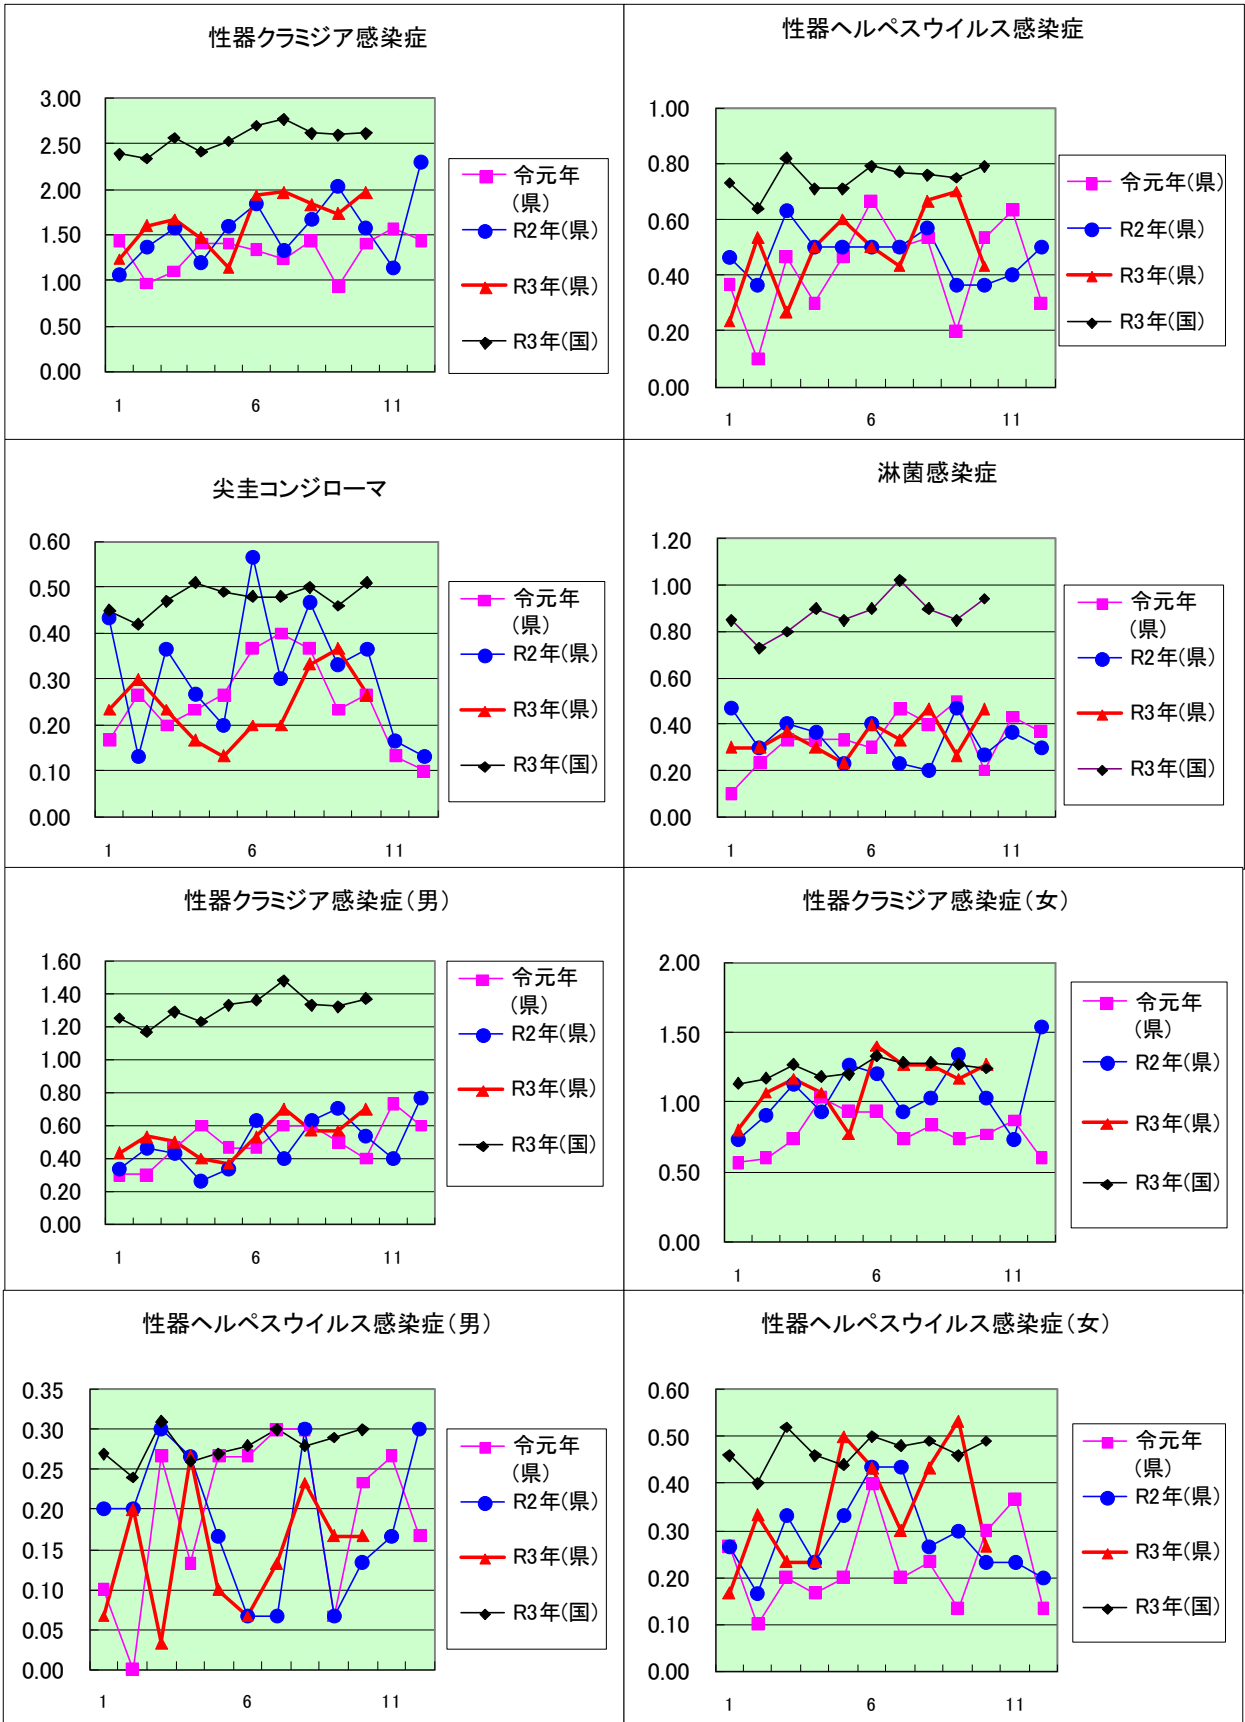 性器クラミジア感染症
3.00
2.50
2.00
1.50
1.00
0.50
0.00
1
6
11
令元年
(県)
R2年(県)
R3年(県)
R3年(国)
性器ヘルペスウイルス感染症
1.00
0.80
0.60
0.40
0.20
0.00
1
6
11
令元年(県)
R2年(県)
R3年(県)
R3年(国)
尖圭コンジローマ
0.60
0.50
0.40
0.30
0.20
0.10
0.00
1
6
11
令元年
(県)
R2年(県)
R3年(県)
R3年(国)
淋菌感染症
1.20
1.00
0.80
0.60
0.40
0.20
0.00
1
6
11
令元年
(県)
R2年(県)
R3年(県)
R3年(国)
性器クラミジア感染症(男)
1.60
1.40
1.20
1.00
0.80
0.60
0.40
0.20
0.00
1
6
11
令元年
(県)
R2年(県)
R3年(県)
R3年(国)
性器クラミジア感染症(女)
2.00
1.50
1.00
0.50
0.00
1
6
11
令元年
(県)
R2年(県)
R3年(県)
R3年(国)
性器ヘルペスウイルス感染症(男)
0.35
0.30
0.25
0.20
0.15
0.10
0.05
0.00
1
6
11
令元年
(県)
R2年(県)
R3年(県)
R3年(国)
性器ヘルペスウイルス感染症(女)
0.60
0.50
0.40
0.30
0.20
0.10
0.00
1
6
11
令元年
(県)
R2年(県)
R3年(県)
R3年(国)